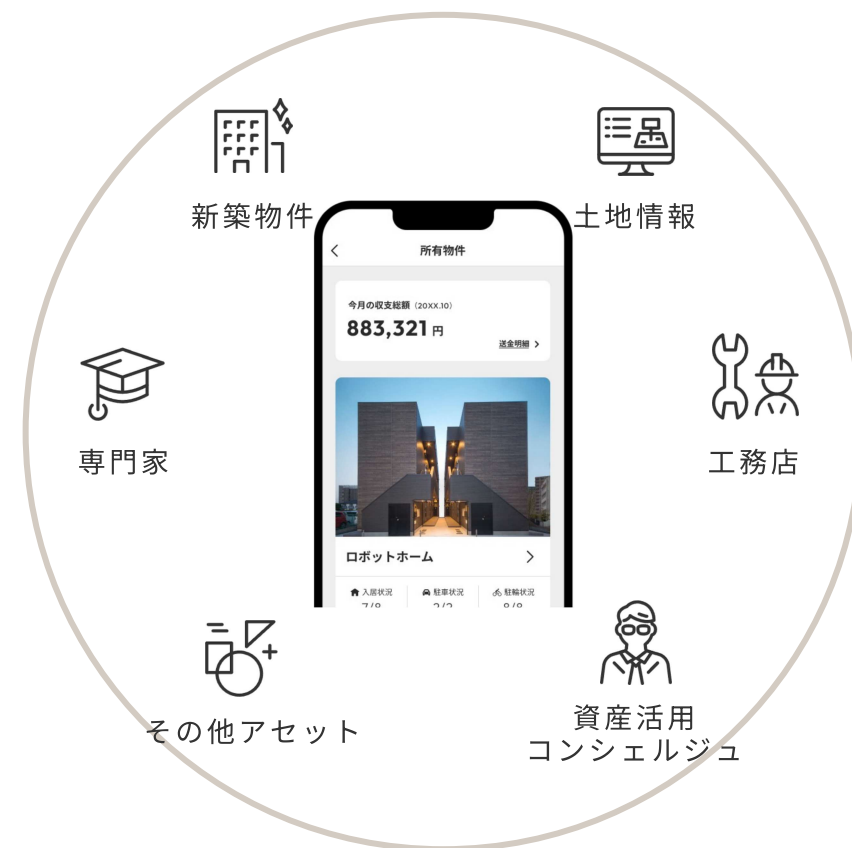 新築物件
土地情報
所有物件
今月の収支総額（20XX.10）
883,321 円
送金明細
専門家
工務店
ロボットホーム
入居状況
駐車状況
駐輪状況
その他アセット
資産活用
コンシェルジュ